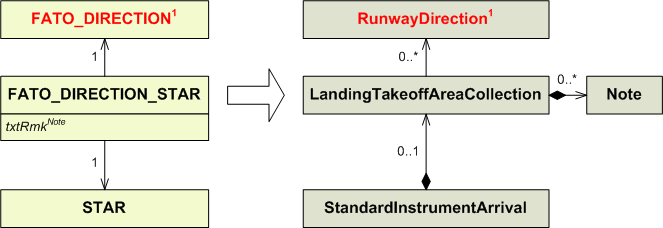 FATO_DIRECTION1
1
FATO_DIRECTION_STAR
txtRmkNote
1
STAR
RunwayDirection1
0..*
LandingTakeoffAreaCollection
0..*
Note
0..1
StandardInstrumentArrival